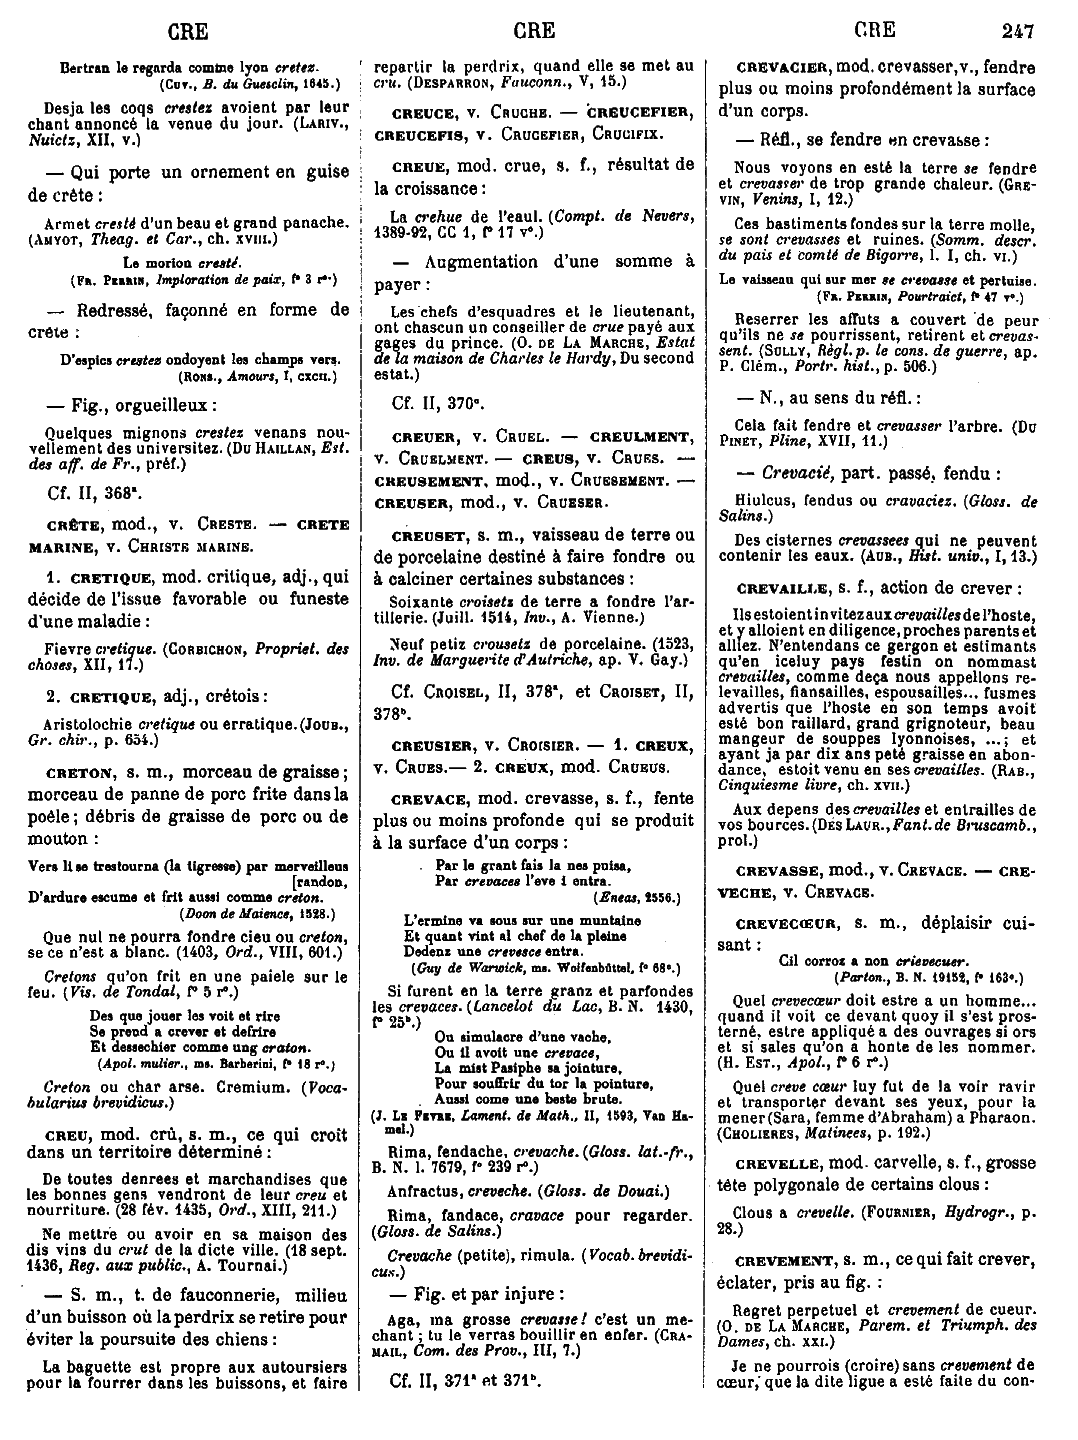 CRE
CRE
CRE 247
Bertran le regarda comme lyon cretez.
(Cuv., B. du Guesclin, 1645.)
Desja les coqs crestez avoient par leur
chant annoncé la venue du jour. (LARIV.,
Nuictz, XII, v.)
— Qui porte un ornement en guise
de crête :
Armet cresté d'un beau et grand panache.
(AMYOT, Theag. et Car., ch. XVIII.)
Le morion cresté.
(FR. PERRIN, Imploration de paix, f° 3 r°.)
— Redressé, façonné en forme de
crête :
D'espics crestez ondoyent les champs vers.
(RONS., Amours, I, CXCII.)
— Fig., orgueilleux :
Quelques mignons crestez venans nou-
vellement des universitez. (DU HAILLAN, Est.
des aff. de Fr., préf.)
Cf. II, 368ª.
CRÊTE, mod., v. CRESTE. — CRETE
MARINE, v. CHRISTE MARINE.
1. CRETIQUE, mod. critique, adj., qui
décide de l'issue favorable ou funeste
d'une maladie :
Fievre cretique. (CORBICHON, Propriet. des
choses, XII, 17.)
2. CRETIQUE, adj., crétois :
Aristolochie cretique ou erratique. (JOUB.,
Gr. chir., p. 654.)
CRETON, s. m., morceau de graisse ;
morceau de panne de porc frite dans la
poêle ; débris de graisse de porc ou de
mouton :
Vers li se trestourna (la tigresse) par merveilleus
[randon,
D'ardure escume et frit aussi comme creton.
(Doon de Maience, 1528.)
Que nul ne pourra fondre cieu ou creton,
se ce n'est a blanc. (1403, Ord., VIII, 601.)
Cretons qu'on frit en une paiele sur le
feu. (Vis. de Tondal, f° 5 r°.)
Des que jouer les voit et rire
Se prend a crever et defrire
Et dessechier comme ung craton.
(Apol. mulier., ms. Barberini, f° 18 r°.)
Creton ou char arse. Cremium. (Voca-
bularius brevidicus.)
CREU, mod. crû, s. m., ce qui croit
dans un territoire déterminé :
De toutes denrees et marchandises que
les bonnes gens vendront de leur creu et
nourriture. (28 fév. 1435, Ord., XIII, 211.)
Ne mettre ou avoir en sa maison des
dis vins du crut de la dicte ville. (18 sept.
1436, Reg. aux public., A. Tournai.)
— S. m., t. de fauconnerie, milieu
d'un buisson où la perdrix se retire pour
éviter la poursuite des chiens :
La baguette est propre aux autoursiers
pour la fourrer dans les buissons, et faire
repartir la perdrix, quand elle se met au
cru. (DESPARRON, Fauconn., V, 15.)
CREUCE, v. CRUCHE. — CREUCEFIER,
CREUCEFIS, v. CRUCEFIER, CRUCIFIX.
CREUE, mod. crue, s. f., résultat de
la croissance :
La crehue de l'eaul. (Compt. de Nevers,
1389-92, CC 1, f° 17 v°.)
— Augmentation d'une somme à
payer :
Les chefs d'esquadres et le lieutenant,
ont chascun un conseiller de crue payé aux
gages du prince. (O. DE LA MARCHE, Estat
de la maison de Charles le Hardy, Du second
estat.)
Cf. II, 370ª.
CREUER, v. CRUEL. — CREULMENT,
v. CRUELMENT. — CREUS, v. CRUES. —
CREUSEMENT, mod., v. CRUESEMENT. —
CREUSER, mod., v. CRUESER.
CREUSET, s. m., vaisseau de terre ou
de porcelaine destiné à faire fondre ou
à calciner certaines substances :
Soixante croisetz de terre a fondre l'ar-
tillerie. (Juill. 1514, Inv., A. Vienne.)
Neuf petiz crousetz de porcelaine. (1523,
Inv. de Marguerite d'Autriche, ap. V. Gay.)
Cf. CROISEL, II, 378ª, et CROISET, II,
378ᵇ.
CREUSIER, v. CROISIER. — 1. CREUX,
v. CRUES. — 2. CREUX, mod. CRUEUS.
CREVACE, mod. crevasse, s. f., fente
plus ou moins profonde qui se produit
à la surface d'un corps :
Par le grant fais la nes puisa,
Par crevaces l'eve i entra.
(Eneas, 2556.)
L'ermine va sous sur une muntaine
Et quant vint al chef de la pleine
Dedenz une crevesce entra.
(Guy de Warwick, ms. Wolfenbüttel, f° 68ª.)
Si furent en la terre granz et parfondes
les crevaces. (Lancelot du Lac, B. N. 1430,
f° 25ᵇ.)
Ou simulacre d'une vache,
Ou il avoit une crevace,
La mist Pasiphe sa jointure,
Pour souffrir du tor la pointure,
Aussi come une beste brute.
(J. LE FEVRE, Lament. de Math., II, 1593, Van Ha-
mel.)
Rima, fendache, crevache. (Gloss. lat.-fr.,
B. N. l. 7679, f° 239 r°.)
Anfractus, creveche. (Gloss. de Douai.)
Rima, fandace, cravace pour regarder.
(Gloss. de Salins.)
Crevache (petite), rimula. (Vocab. brevidi-
cus.)
— Fig. et par injure :
Aga, ma grosse crevasse ! c'est un me-
chant ; tu le verras bouillir en enfer. (CRA-
MAIL, Com. des Prov., III, 7.)
Cf. II, 371ª et 371ᵇ.
CREVACIER, mod. crevasser, v., fendre
plus ou moins profondément la surface
d'un corps.
— Réfl., se fendre en crevasse :
Nous voyons en esté la terre se fendre
et crevasser de trop grande chaleur. (GRE-
VIN, Venins, I, 12.)
Ces bastiments fondes sur la terre molle,
se sont crevasses et ruines. (Somm. descr.
du pais et comté de Bigorre, l. I, ch. VI.)
Le vaisseau qui sur mer se crevasse et pertuise.
(FR. PERRIN, Pourtraict, f° 47 v°.)
Reserrer les affuts a couvert de peur
qu'ils ne se pourrissent, retirent et crevas-
sent. (SULLY, Règl. p. le cons. de guerre, ap.
P. Clém., Portr. hist., p. 506.)
— N., au sens du réfl. :
Cela fait fendre et crevasser l'arbre. (DU
PINET, Pline, XVII, 11.)
— Crevacié, part. passé, fendu :
Hiulcus, fendus ou cravaciez. (Gloss. de
Salins.)
Des cisternes crevassees qui ne peuvent
contenir les eaux. (AUB., Hist. univ., I, 13.)
CREVAILLE, s. f., action de crever :
Ils estoient invitez aux crevailles de l'hoste,
et y alloient en diligence, proches parents et
alliez. N'entendans ce gergon et estimants
qu'en iceluy pays festin on nommast
crevailles, comme deça nous appellons re-
levailles, fiansailles, espousailles... fusmes
advertis que l'hoste en son temps avoit
esté bon raillard, grand grignoteur, beau
mangeur de souppes lyonnoises, ... ; et
ayant ja par dix ans peté graisse en abon-
dance, estoit venu en ses crevailles. (RAB.,
Cinquiesme livre, ch. XVII.)
Aux depens des crevailles et entrailles de
vos bources. (DES LAUR., Fant. de Bruscamb.,
prol.)
CREVASSE, mod., v. CREVACE. — CRE-
VECHE, v. CREVACE.
CREVECŒUR, s. m., déplaisir cui-
sant :
Cil corroz a non crievecuer.
(Parton., B. N. 19152, f° 163ª.)
Quel crevecœur doit estre a un homme...
quand il voit ce devant quoy il s'est pros-
terné, estre appliqué a des ouvrages si ors
et si sales qu'on a honte de les nommer.
(H. EST., Apol., f° 6 r°.)
Quel creve cœur luy fut de la voir ravir
et transporter devant ses yeux, pour la
mener (Sara, femme d'Abraham) a Pharaon.
(CHOLIERES, Matinees, p. 192.)
CREVELLE, mod. carvelle, s. f., grosse
tête polygonale de certains clous :
Clous a crevelle. (FOURNIER, Hydrogr., p.
28.)
CREVEMENT, s. m., ce qui fait crever,
éclater, pris au fig. :
Regret perpetuel et crevement de cueur.
(O. DE LA MARCHE, Parem. et Triumph. des
Dames, ch. XXI.)
Je ne pourrois (croire) sans crevement de
cœur, que la dite ligue a esté faite du con-